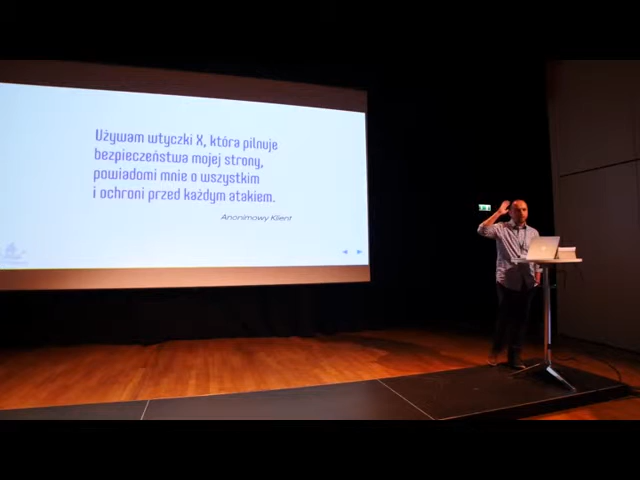 Używam wtyczki X, która pilnuje
bezpieczeństwa mojej strony,
powiadomi mnie o wszystkim
i ochroni przed każdym atakiem.
Anonimowy Klient